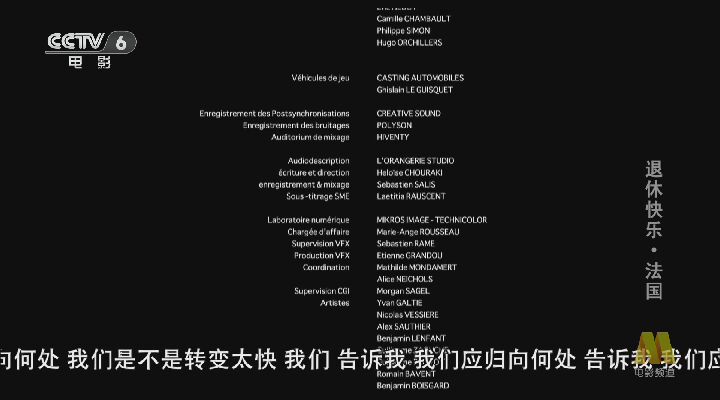 CCTV 6
电影
Camille CHAMBAULT
Philippe SIMON
Hugo ORCHILLERS
Véhicules de jeu CASTING AUTOMOBILES
Ghislain LE GUISQUET
Enregistrement des Postsynchronisations CREATIVE SOUND
Enregistrement des bruitages POLYSON
Auditorium de mixage HIVENTY
Audiodescription L'ORANGERIE STUDIO
écriture et direction Héloïse CHOURAKI
enregistrement & mixage Sebastien SALIS
Sous-titrage SME Laetitia RAUSCENT
Laboratoire numérique MIKROS IMAGE - TECHNICOLOR
Chargée d'affaire Marie-Ange ROUSSEAU
Supervision VFX Sebastien RAME
Production VFX Etienne GRANDOU
Coordination Mathilde MONDAMERT
Alice NEICHOLS
Supervision CGI Morgan SAGEL
Artistes Yvan GALTIE
Nicolas VESSIERE
Alex SAUTHIER
Benjamin LENFANT
向何处 我们是不是转变太快 我们 告诉我 我们应归向何处 告诉我 我们应
Romain BAVENT
Benjamin BOISGARD
退休快乐·法国
电影频道